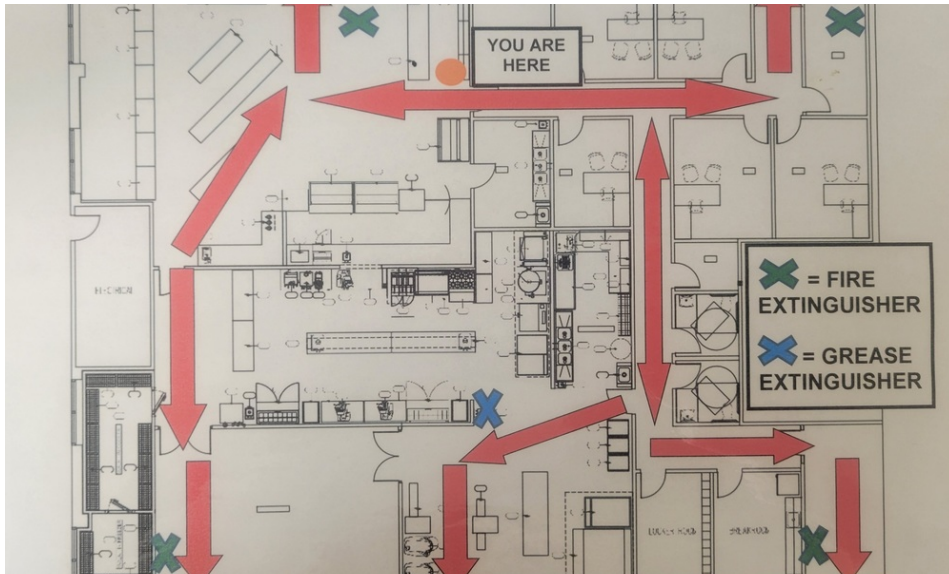 YOU ARE
HERE
= FIRE
EXTINGUISHER
= GREASE
EXTINGUISHER